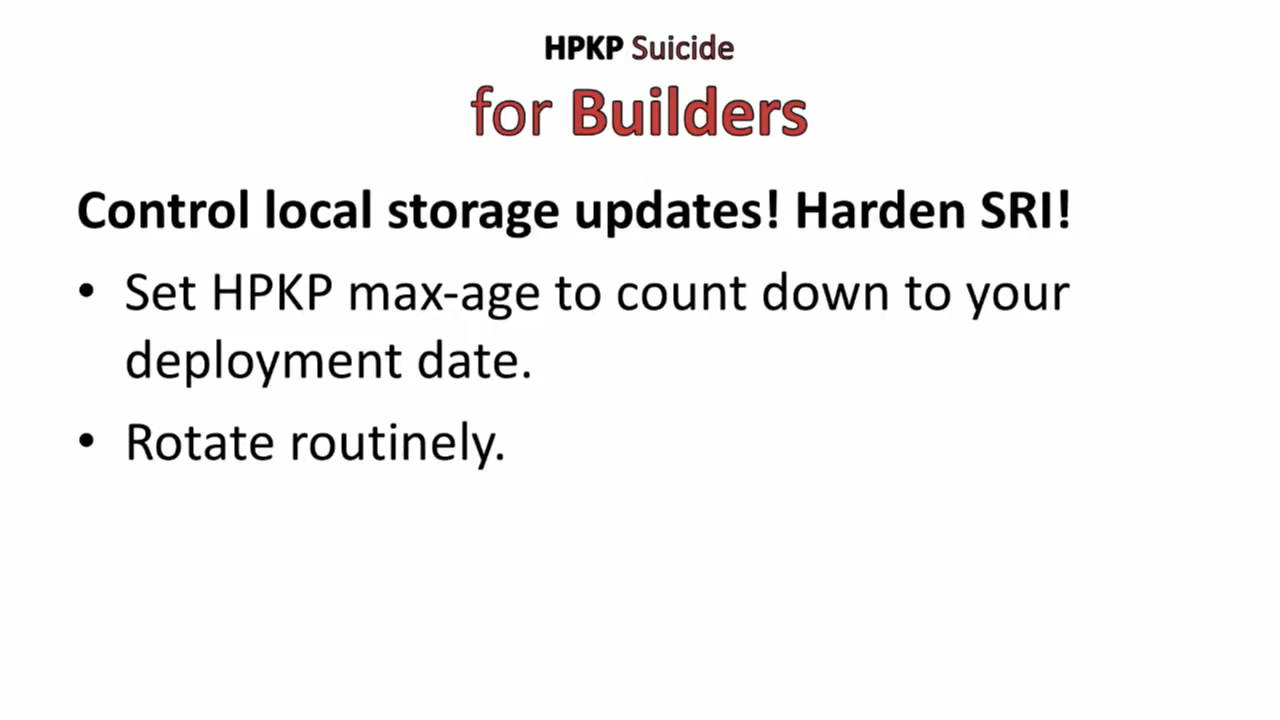 HPKP Suicide
for Builders
Control local storage updates! Harden SRI!
• Set HPKP max-age to count down to your
deployment date.
• Rotate routinely.